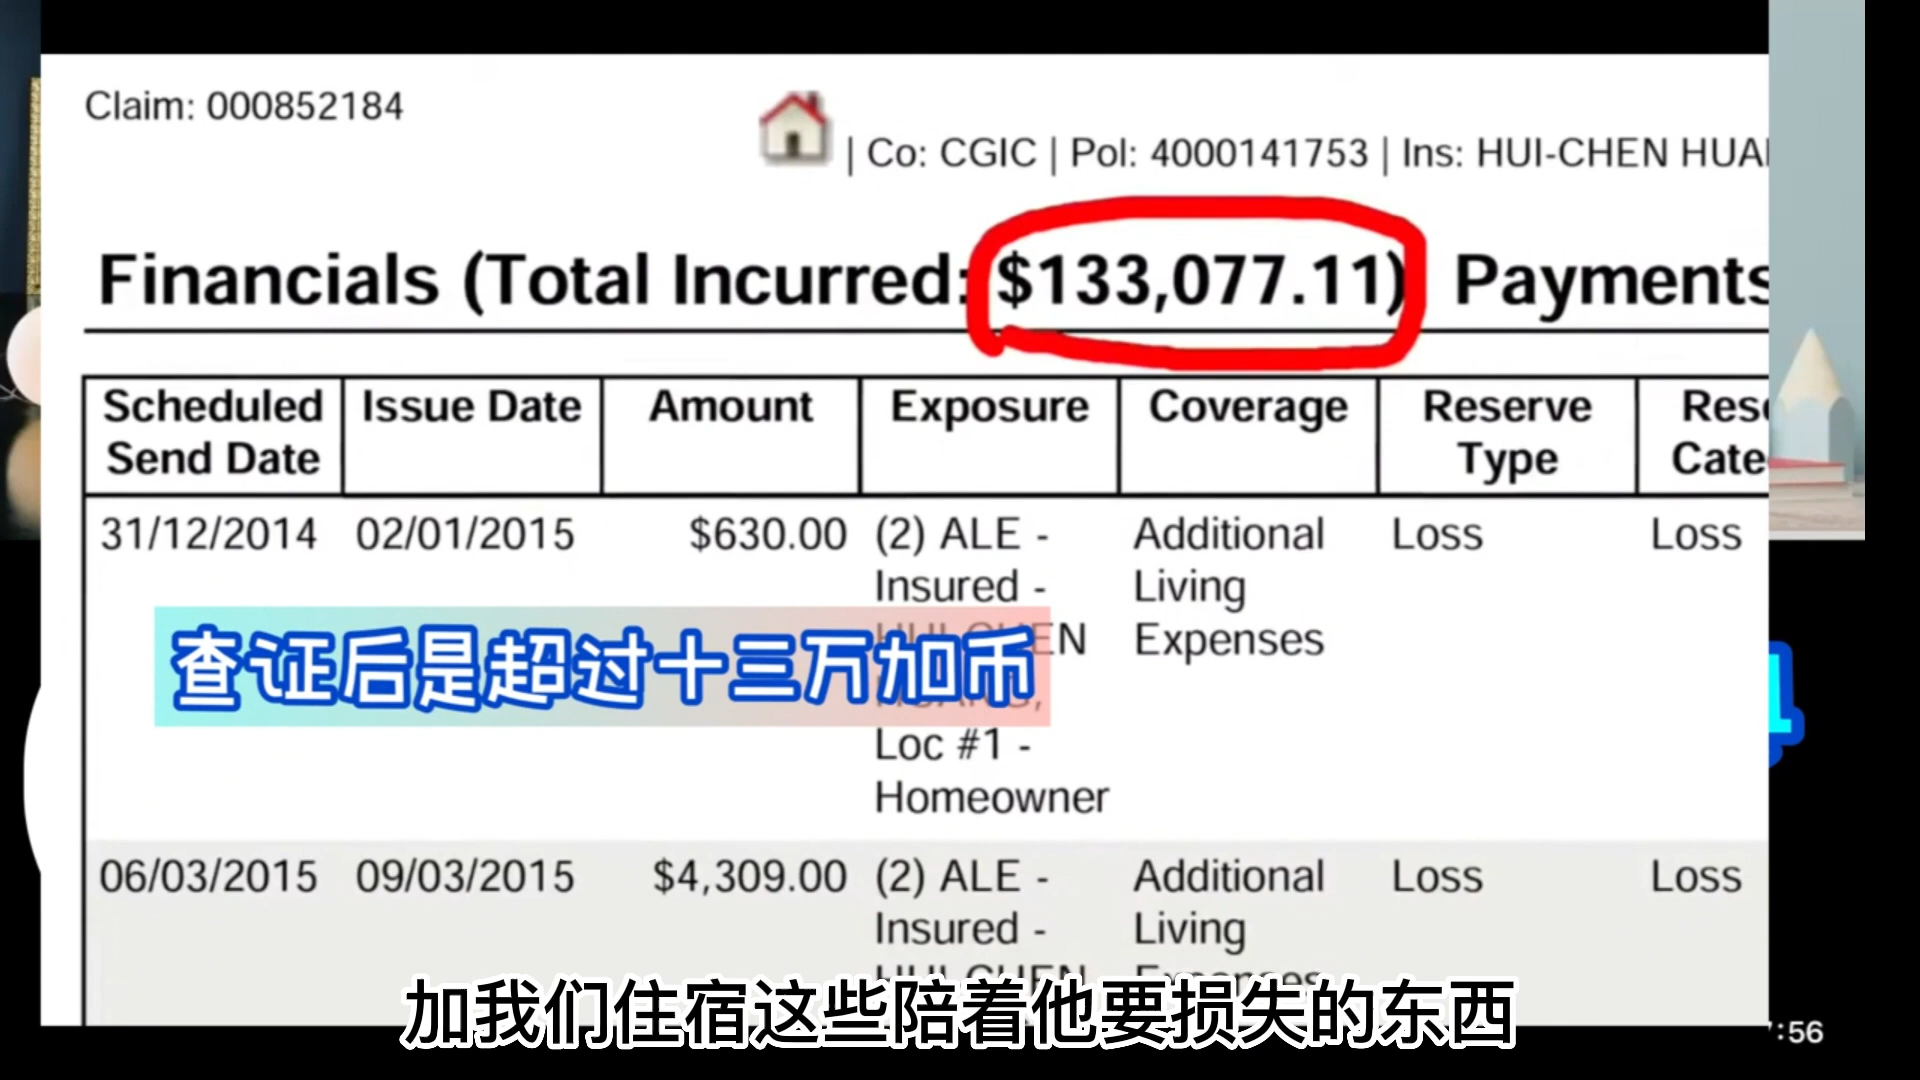 Claim: 000852184
| Co: CGIC | Pol: 4000141753 | Ins: HUI-CHEN
Financials (Total Incurred: $133,077.11) Payments
Scheduled Send Date Issue Date Amount Exposure Coverage Reserve Type
31/12/2014 02/01/2015 $630.00 (2) ALE - Additional Loss Loss
Insured - Living
Expenses
查证后是超过十三万加币
Loc #1 -
Homeowner
06/03/2015 09/03/2015 $4,309.00 (2) ALE - Additional Loss Loss
Insured - Living
加我们住宿这些陪着他要损失的东西
:56